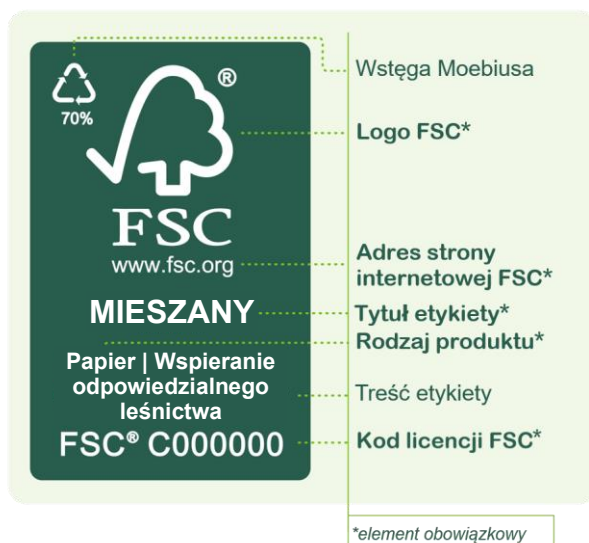 70%
®
FSC
www.fsc.org
MIESZANY
Papier | Wspieranie
odpowiedzialnego
leśnictwa
FSC® C000000
Wstęga Moebiusa
Logo FSC*
Adres strony
internetowej FSC*
Tytuł etykiety*
Rodzaj produktu*
Treść etykiety
Kod licencji FSC*
*element obowiązkowy